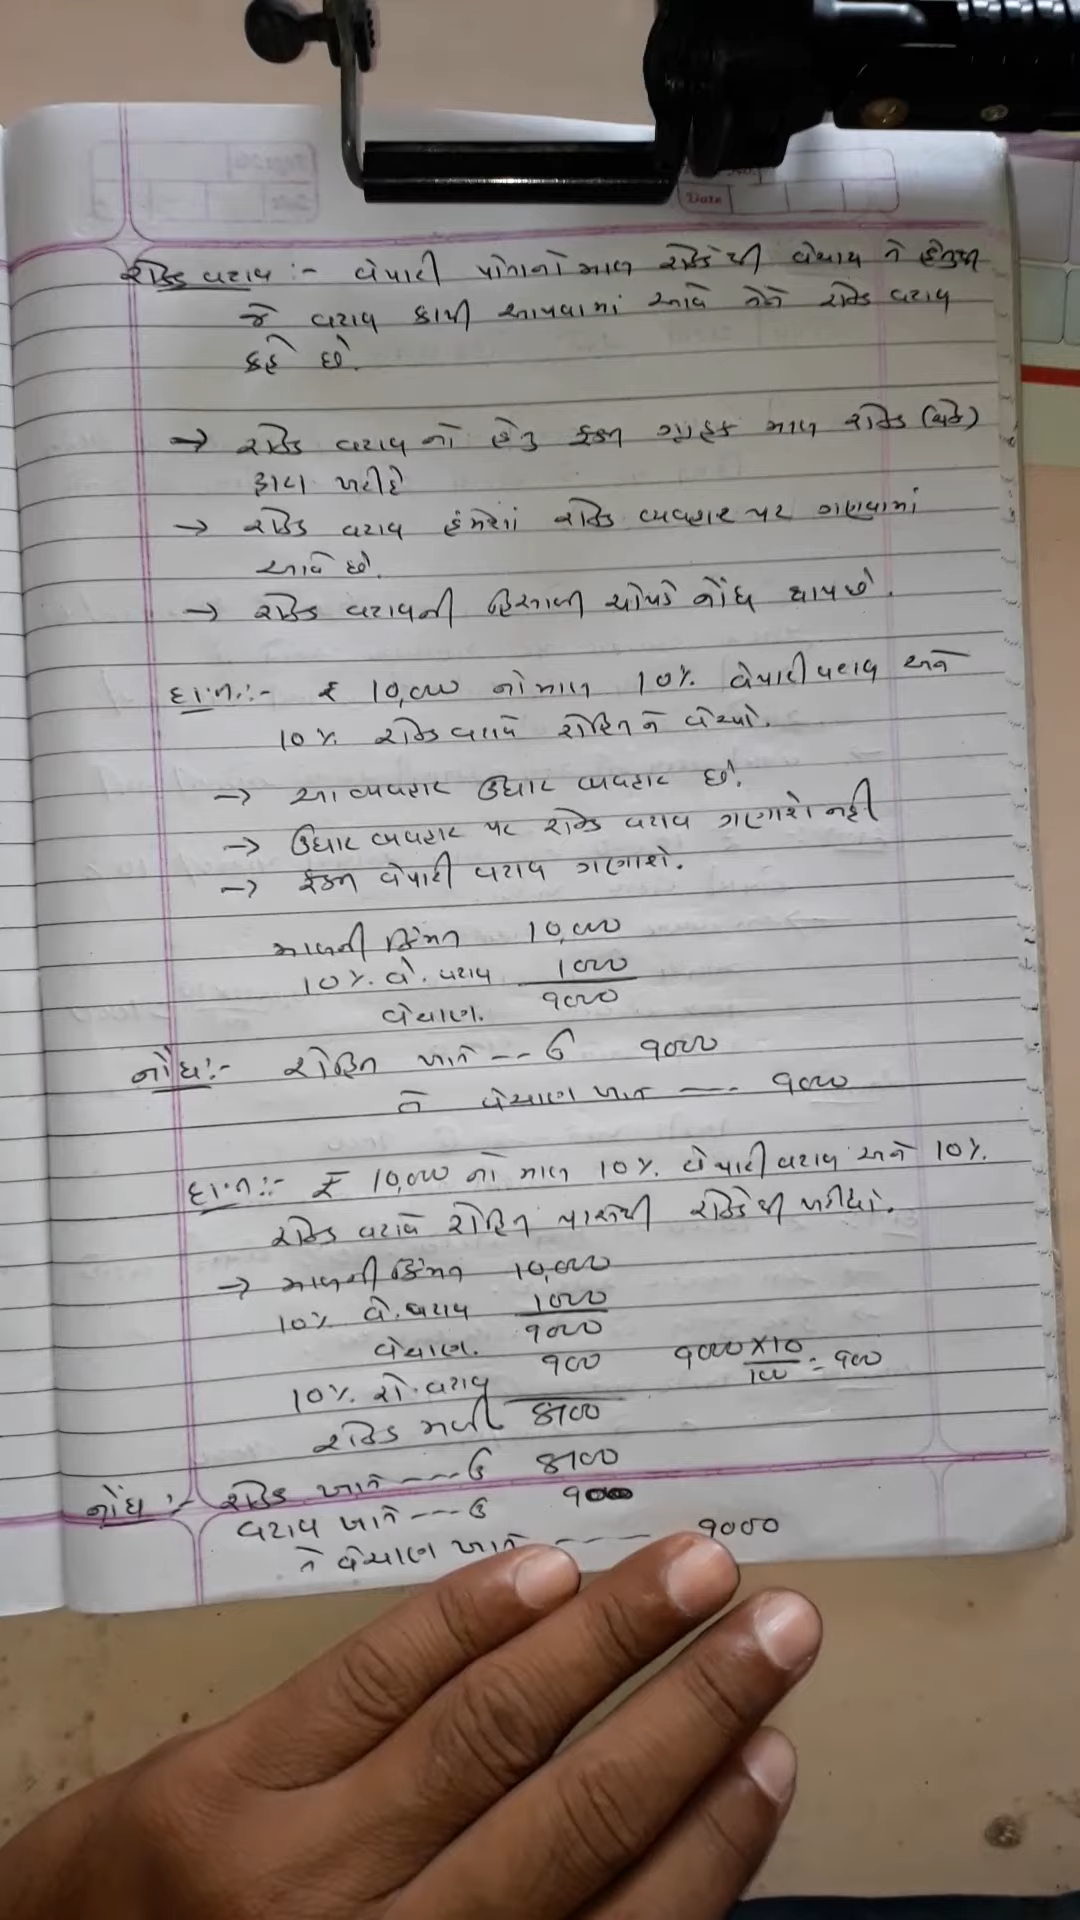 Date
રોકડ વટાવ :- વેપારી પોતાનો માલ રોકડેથી વેચાય તે હેતુથી
જે વટાવ કાપી આપવામાં આવે તેને રોકડ વટાવ
કહે છે.
→ રોકડ વટાવ નો હેતુ ફક્ત ગ્રાહક માલ રોકડ (ચેક)
દ્વારા ખરીદે
→ રોકડ વટાવ હંમેશાં રોકડ વ્યવહાર પર ગણવામાં
આવે છે.
→ રોકડ વટાવની હિસાબી ચોપડે નોંધ થાય છે.
દા.ત. :- ₹ 10,000 નો માલ 10% વેપારી વટાવ અને
10% રોકડ વટાવે રોહિત ને વેચ્યો.
→ આ વ્યવહાર ઉધાર વ્યવહાર છે.
→ ઉધાર વ્યવહાર પર રોકડ વટાવ ગણાશે નહી
→ ફક્ત વેપારી વટાવ ગણાશે.
માલની કિંમત 10,000
10% વે. વટાવ 1000
વેચાણ. 9000
નોંધ :- રોહિત ખાતે --- ઉ 9000
તે વેચાણ ખાતે ---- 9000
દા.ત :- ₹ 10,000 નો માલ 10% વેપારી વટાવ અને 10%
રોકડ વટાવે રોહિત પાસેથી રોકડેથી ખરીદ્યો.
→ માલની કિંમત 10,000
10% વે. વટાવ 1000
વેચાણ. 9000
10% રો. વટાવ 900 9000 × 10 / 100 = 900
રોકડ મળી 8100
નોંધ :- રોકડ ખાતે ---- ઉ 8100
વટાવ ખાતે --- ઉ 900
તે વેચાણ ખાતે ---- 9000